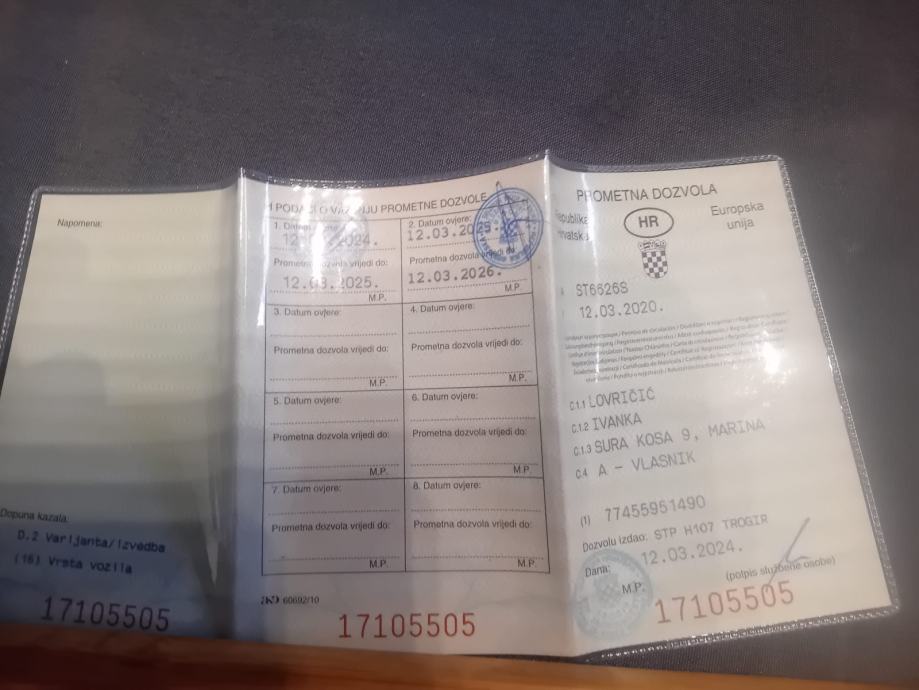 Napomena:
Dopuna kazala:
D.2 Varijanta/izvedba
(16) Vrsta vozila
17105505
PODACI O VAŽENJU PROMETNE DOZVOLE
1. Datum
12. 2024.
Prometna dozvola vrijedi do:
12.03.2025.
M.P.
2. Datum ovjere:
12.03.2025.
Prometna dozvola vrijedi do:
12.03.2026.
M.P.
3. Datum ovjere:
Prometna dozvola vrijedi do:
M.P.
4. Datum ovjere:
Prometna dozvola vrijedi do:
M.P.
5. Datum ovjere:
Prometna dozvola vrijedi do:
M.P.
6. Datum ovjere:
Prometna dozvola vrijedi do:
M.P.
7. Datum ovjere:
Prometna dozvola vrijedi do:
M.P.
8. Datum ovjere:
Prometna dozvola vrijedi do:
M.P.
AKD 60692/10
17105505
PROMETNA DOZVOLA
Republika
Hrvatska
HR
Europska
unija
ST6626S
12.03.2020.
C.1.1 LOVRIČIĆ
C.1.2 IVANKA
C.1.3 SURA KOSA 9, MARINA
C.4 A - VLASNIK
(1) 77455951490
Dozvolu izdao: STP H107 TROGIR
Dana: 12.03.2024.
M.P.
(potpis službene osobe)
17105505